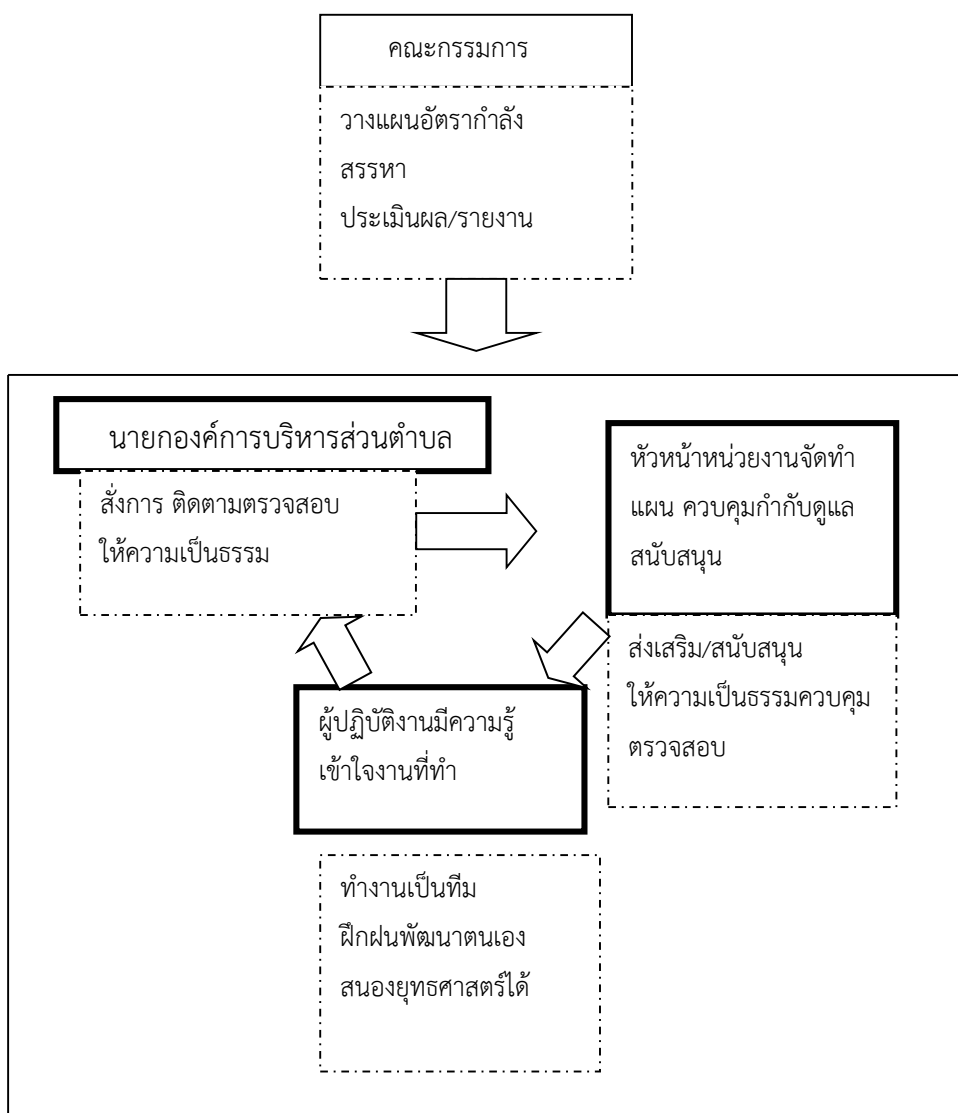 คณะกรรมการ
วางแผนอัตรากำลัง
สรรหา
ประเมินผล/รายงาน
นายกองค์การบริหารส่วนตำบล
สั่งการ ติดตามตรวจสอบ
ให้ความเป็นธรรม
หัวหน้าหน่วยงานจัดทำ
แผน ควบคุมกำกับดูแล
สนับสนุน
ส่งเสริม/สนับสนุน
ให้ความเป็นธรรมควบคุม
ตรวจสอบ
ผู้ปฏิบัติงานมีความรู้
เข้าใจงานที่ทำ
ทำงานเป็นทีม
ฝึกฝนพัฒนาตนเอง
สนองยุทธศาสตร์ได้